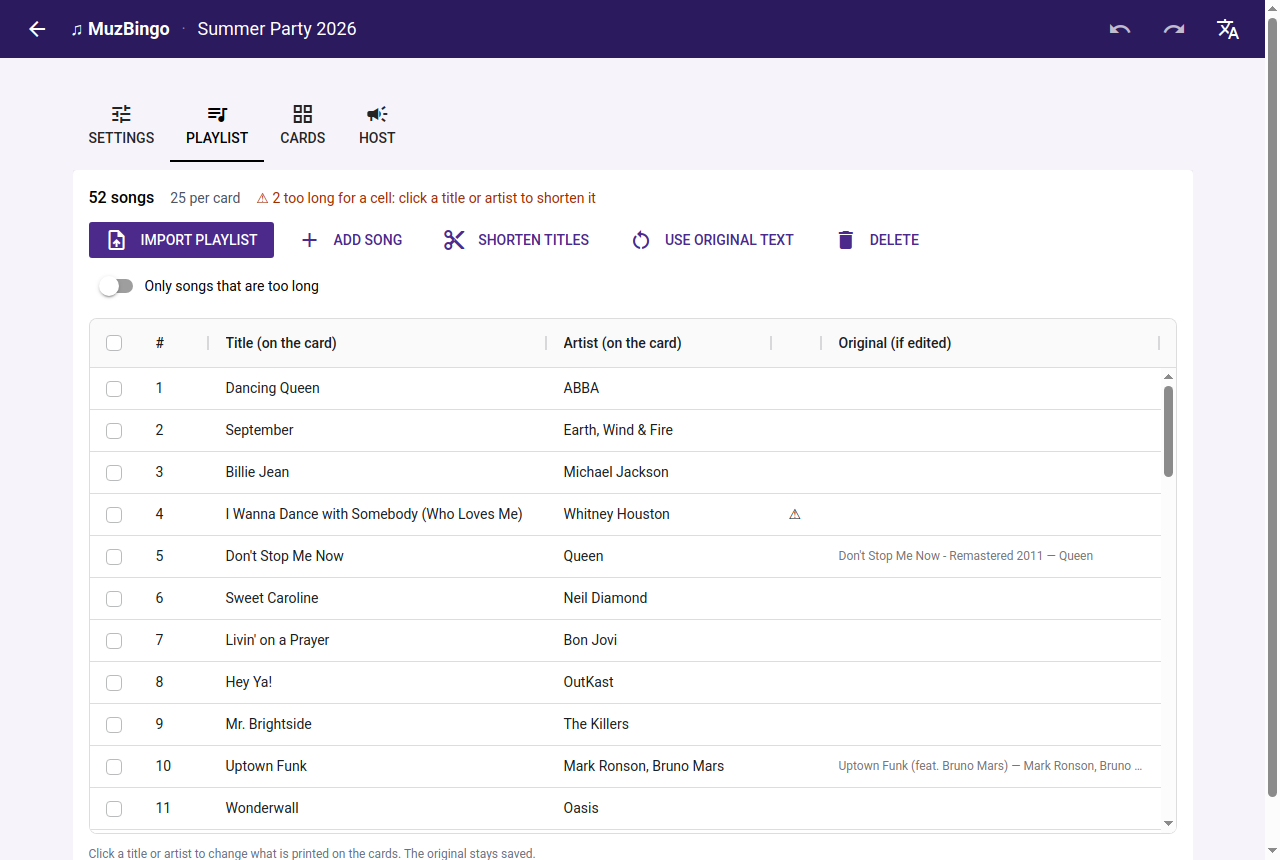 ♫ MuzBingo · Summer Party 2026
SETTINGS PLAYLIST CARDS HOST
52 songs 25 per card ⚠ 2 too long for a cell: click a title or artist to shorten it
IMPORT PLAYLIST ADD SONG SHORTEN TITLES USE ORIGINAL TEXT DELETE
Only songs that are too long
# Title (on the card) Artist (on the card) Original (if edited)
1 Dancing Queen ABBA
2 September Earth, Wind & Fire
3 Billie Jean Michael Jackson
4 I Wanna Dance with Somebody (Who Loves Me) Whitney Houston ⚠
5 Don't Stop Me Now Queen Don't Stop Me Now - Remastered 2011 — Queen
6 Sweet Caroline Neil Diamond
7 Livin' on a Prayer Bon Jovi
8 Hey Ya! OutKast
9 Mr. Brightside The Killers
10 Uptown Funk Mark Ronson, Bruno Mars Uptown Funk (feat. Bruno Mars) — Mark Ronson, Bruno ...
11 Wonderwall Oasis
Click a title or artist to change what is printed on the cards. The original stays saved.